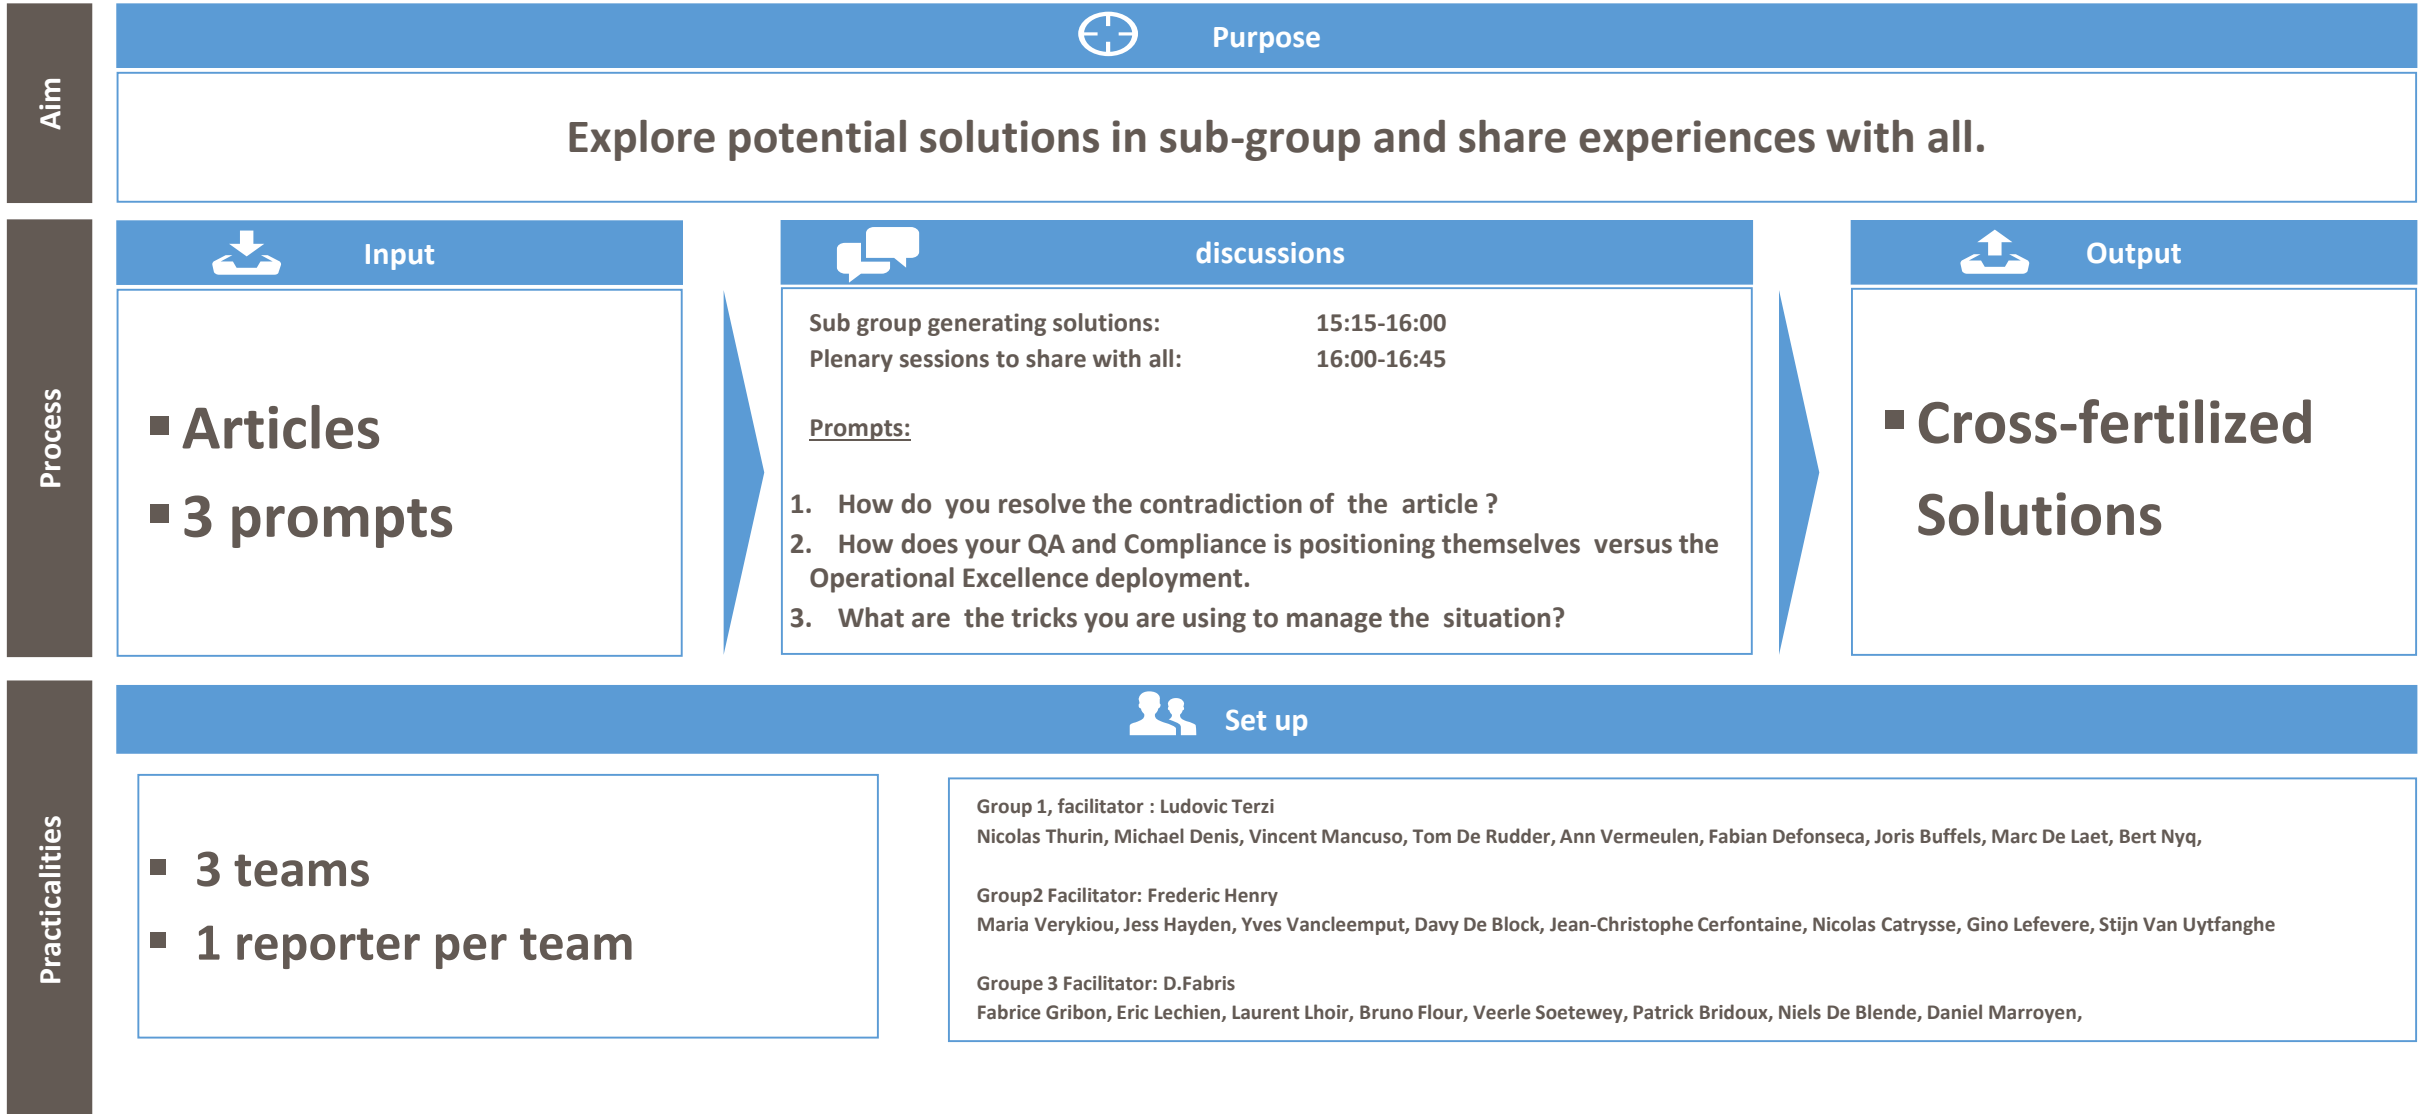 Aim
Purpose
Explore potential solutions in sub-group and share experiences with all.
Process
Input
▪ Articles
▪ 3 prompts
discussions
Sub group generating solutions: 15:15-16:00
Plenary sessions to share with all: 16:00-16:45
Prompts:
1. How do you resolve the contradiction of the article ?
2. How does your QA and Compliance is positioning themselves versus the
Operational Excellence deployment.
3. What are the tricks you are using to manage the situation?
Output
▪ Cross-fertilized
Solutions
Practicalities
Set up
▪ 3 teams
▪ 1 reporter per team
Group 1, facilitator : Ludovic Terzi
Nicolas Thurin, Michael Denis, Vincent Mancuso, Tom De Rudder, Ann Vermeulen, Fabian Defonseca, Joris Buffels, Marc De Laet, Bert Nyq,
Group2 Facilitator: Frederic Henry
Maria Verykiou, Jess Hayden, Yves Vancleemput, Davy De Block, Jean-Christophe Cerfontaine, Nicolas Catrysse, Gino Lefevere, Stijn Van Uytfanghe
Groupe 3 Facilitator: D.Fabris
Fabrice Gribon, Eric Lechien, Laurent Lhoir, Bruno Flour, Veerle Soetewey, Patrick Bridoux, Niels De Blende, Daniel Marroyen,